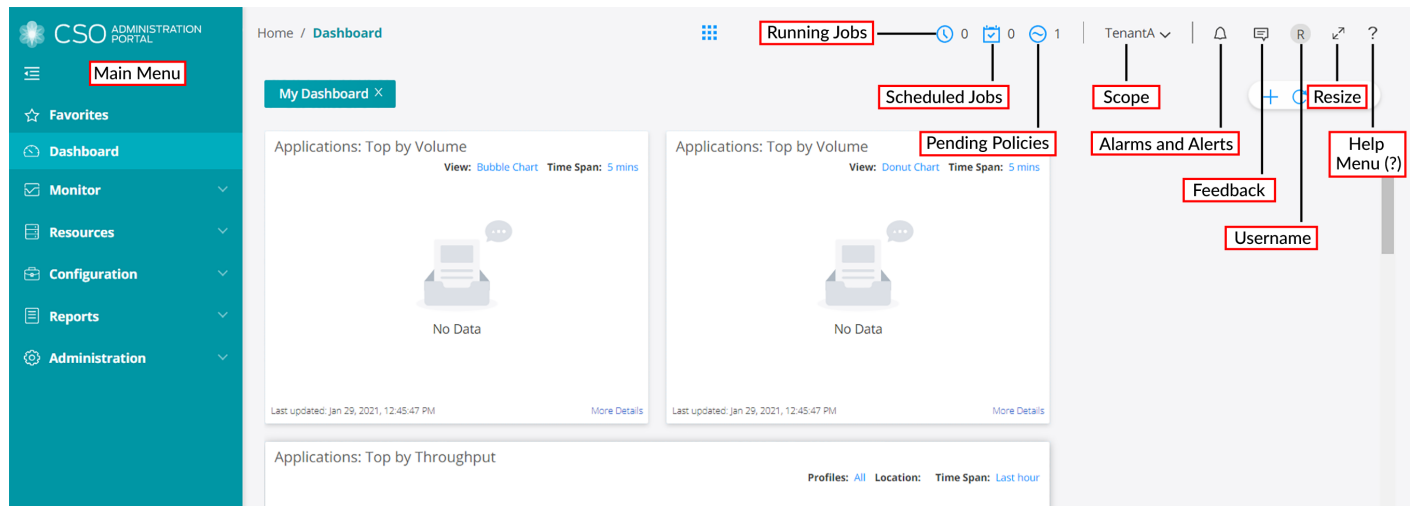 CSO ADMINISTRATION PORTAL
Main Menu
Favorites
Dashboard
Monitor
Resources
Configuration
Reports
Administration
Home / Dashboard
Running Jobs 0 0 1 TenantA R ?
Scheduled Jobs
Pending Policies
Scope
Alarms and Alerts
Feedback
Username
Resize
Help
Menu (?)
My Dashboard ×
Applications: Top by Volume
View: Bubble Chart Time Span: 5 mins
No Data
Last updated: Jan 29, 2021, 12:45:47 PM More Details
Applications: Top by Volume
View: Donut Chart Time Span: 5 mins
No Data
Last updated: Jan 29, 2021, 12:45:47 PM More Details
Applications: Top by Throughput
Profiles: All Location: Time Span: Last hour